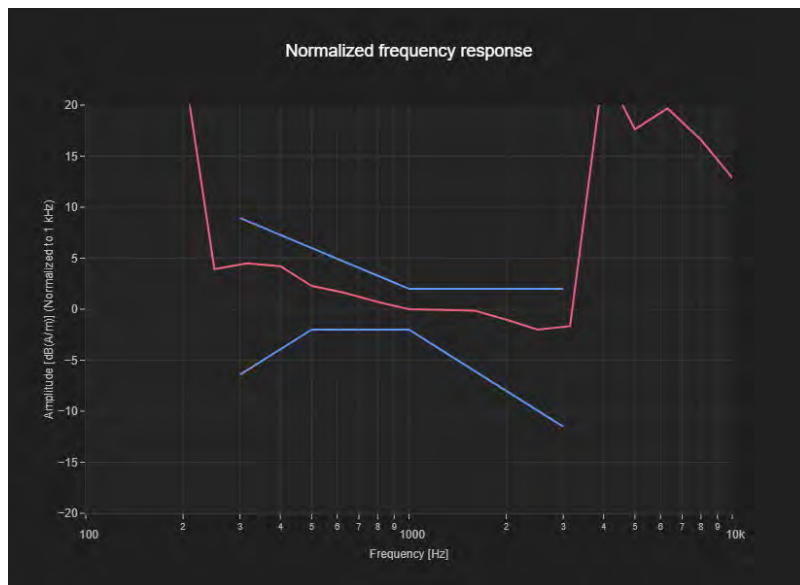 Normalized frequency response
Amplitude [dB(A/m)] (Normalized to 1 kHz)
20
15
10
5
0
−5
−10
−15
−20
100 2 3 4 5 6 7 8 9 1000 2 3 4 5 6 7 8 9 10k
Frequency [Hz]